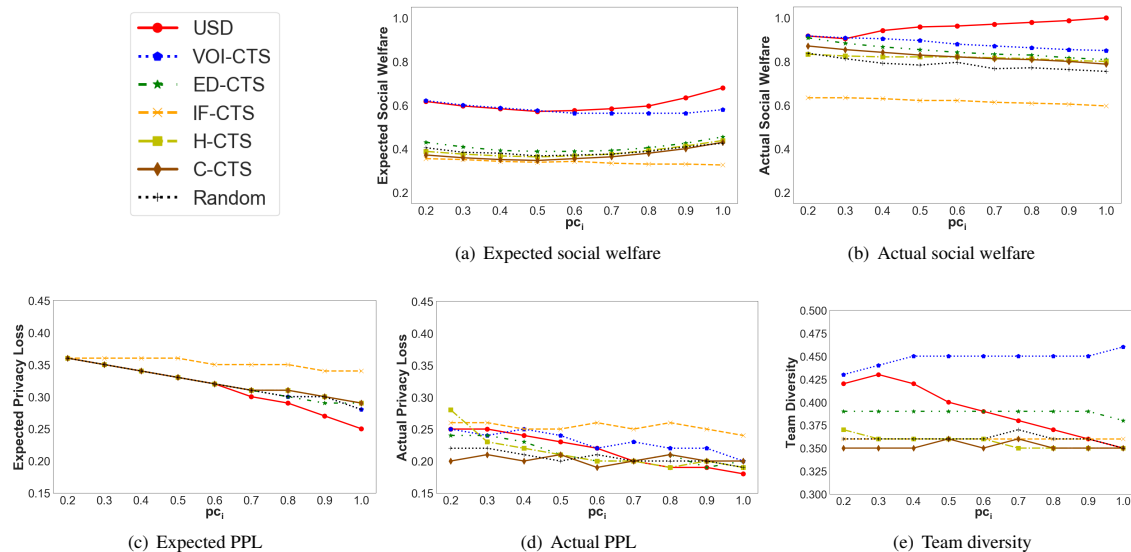 USD
VOI-CTS
ED-CTS
IF-CTS
H-CTS
C-CTS
Random
Expected Social Welfare
1.0
0.8
0.6
0.4
0.2
0.2 0.3 0.4 0.5 0.6 0.7 0.8 0.9 1.0
pci
(a) Expected social welfare
Actual Social Welfare
1.0
0.8
0.6
0.4
0.2
0.2 0.3 0.4 0.5 0.6 0.7 0.8 0.9 1.0
pci
(b) Actual social welfare
Expected Privacy Loss
0.45
0.40
0.35
0.30
0.25
0.20
0.15
0.2 0.3 0.4 0.5 0.6 0.7 0.8 0.9 1.0
pci
(c) Expected PPL
Actual Privacy Loss
0.45
0.40
0.35
0.30
0.25
0.20
0.15
0.2 0.3 0.4 0.5 0.6 0.7 0.8 0.9 1.0
pci
(d) Actual PPL
Team Diversity
0.500
0.475
0.450
0.425
0.400
0.375
0.350
0.325
0.300
0.2 0.3 0.4 0.5 0.6 0.7 0.8 0.9 1.0
pci
(e) Team diversity